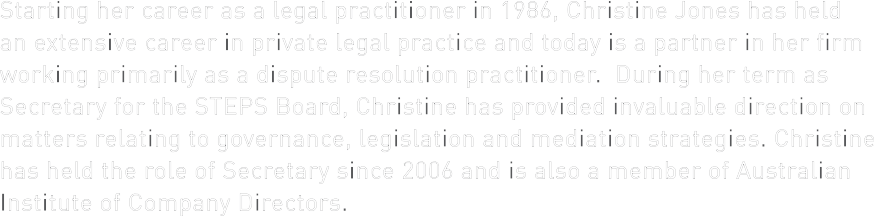 Starting her career as a legal practitioner in 1986, Christine Jones has held
an extensive career in private legal practice and today is a partner in her firm
working primarily as a dispute resolution practitioner.  During her term as
Secretary for the STEPS Board, Christine has provided invaluable direction on
matters relating to governance, legislation and mediation strategies. Christine
has held the role of Secretary since 2006 and is also a member of Australian
Institute of Company Directors.